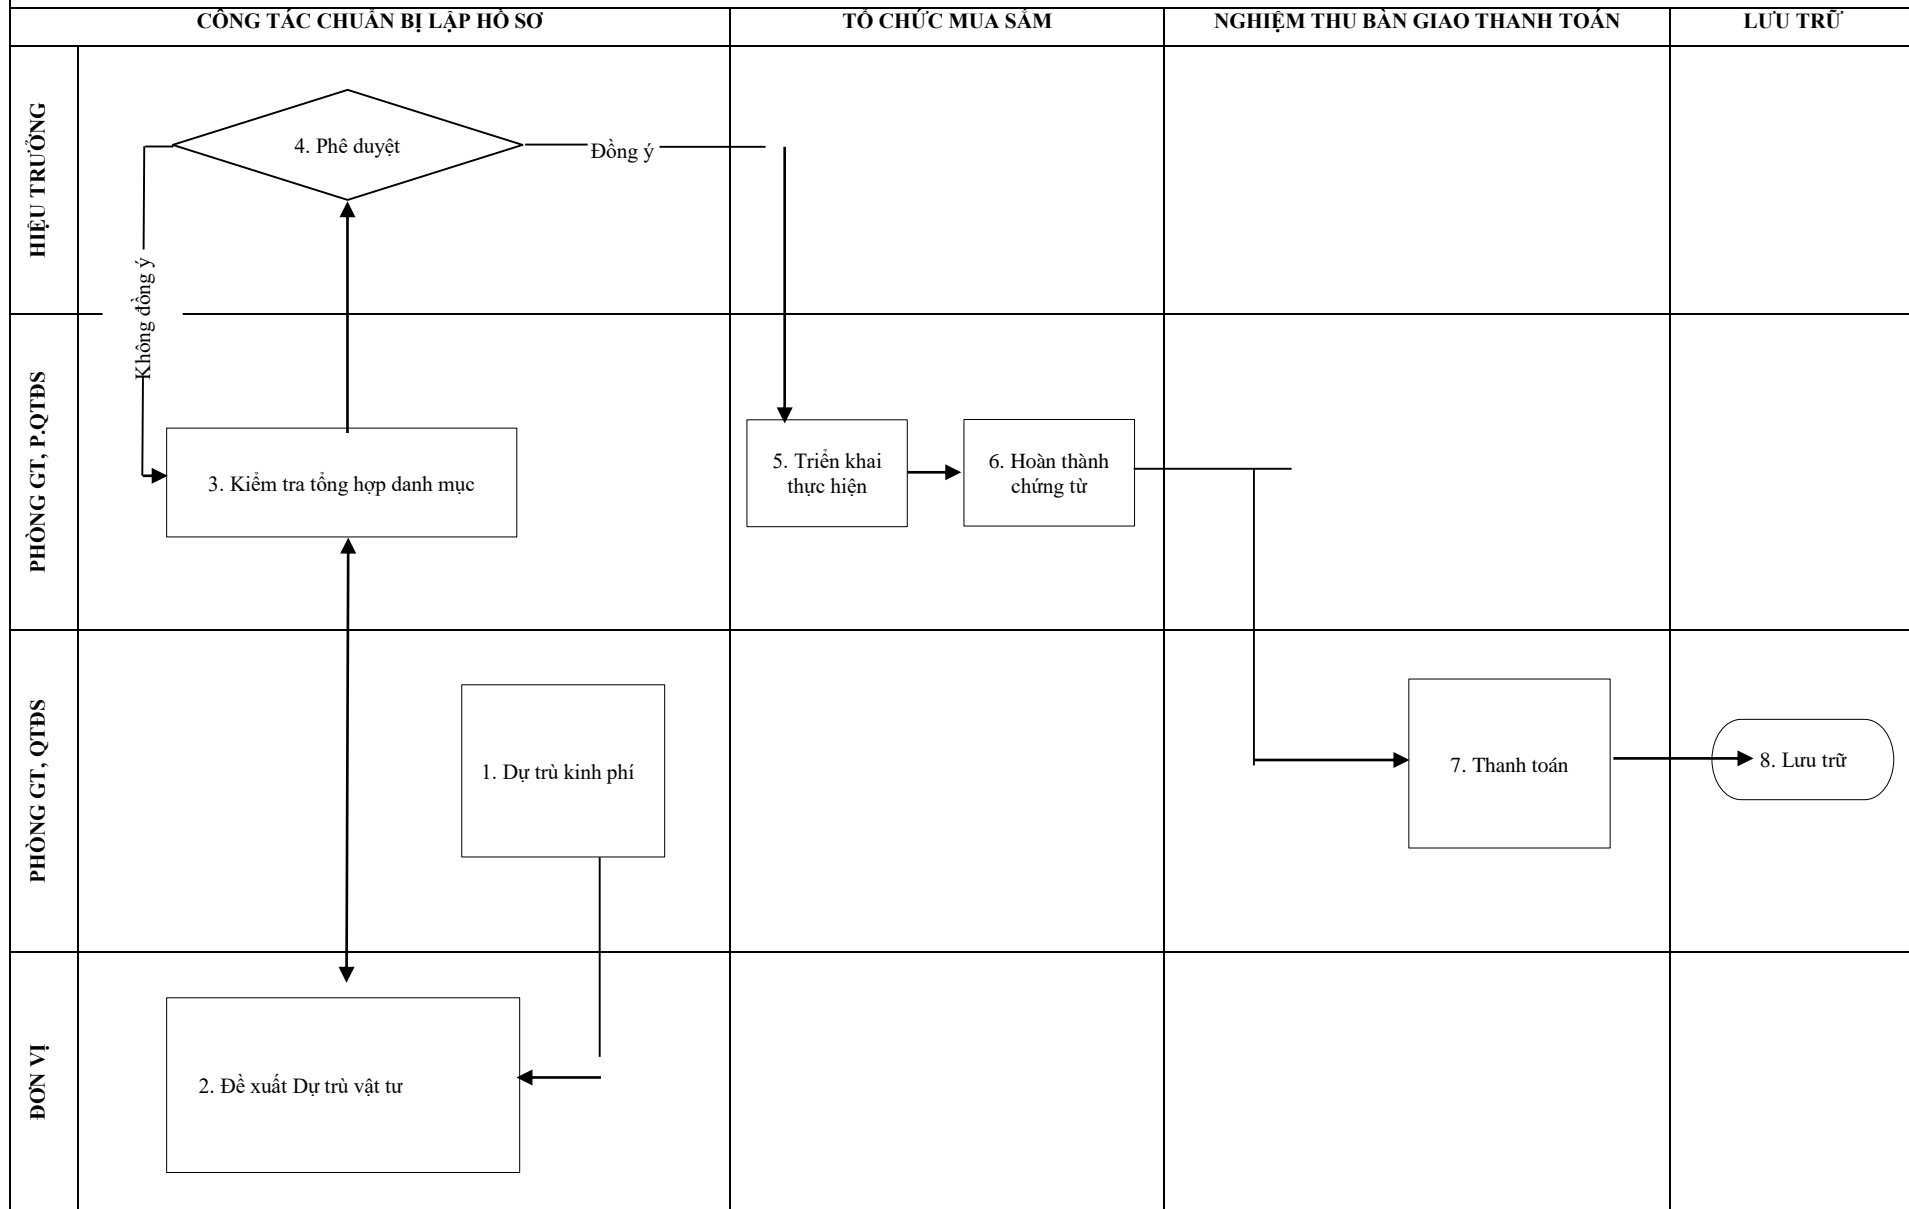 CÔNG TÁC CHUẨN BỊ LẬP HỒ SƠ
TỔ CHỨC MUA SẮM
NGHIỆM THU BÀN GIAO THANH TOÁN
LƯU TRỮ
HIỆU TRƯỞNG
4. Phê duyệt
Đồng ý
Không đồng ý
PHÒNG GT, P.QTĐS
3. Kiểm tra tổng hợp danh mục
5. Triển khai
thực hiện
6. Hoàn thành
chứng từ
PHÒNG GT, QTĐS
1. Dự trù kinh phí
7. Thanh toán
8. Lưu trữ
ĐƠN VỊ
2. Đề xuất Dự trù vật tư